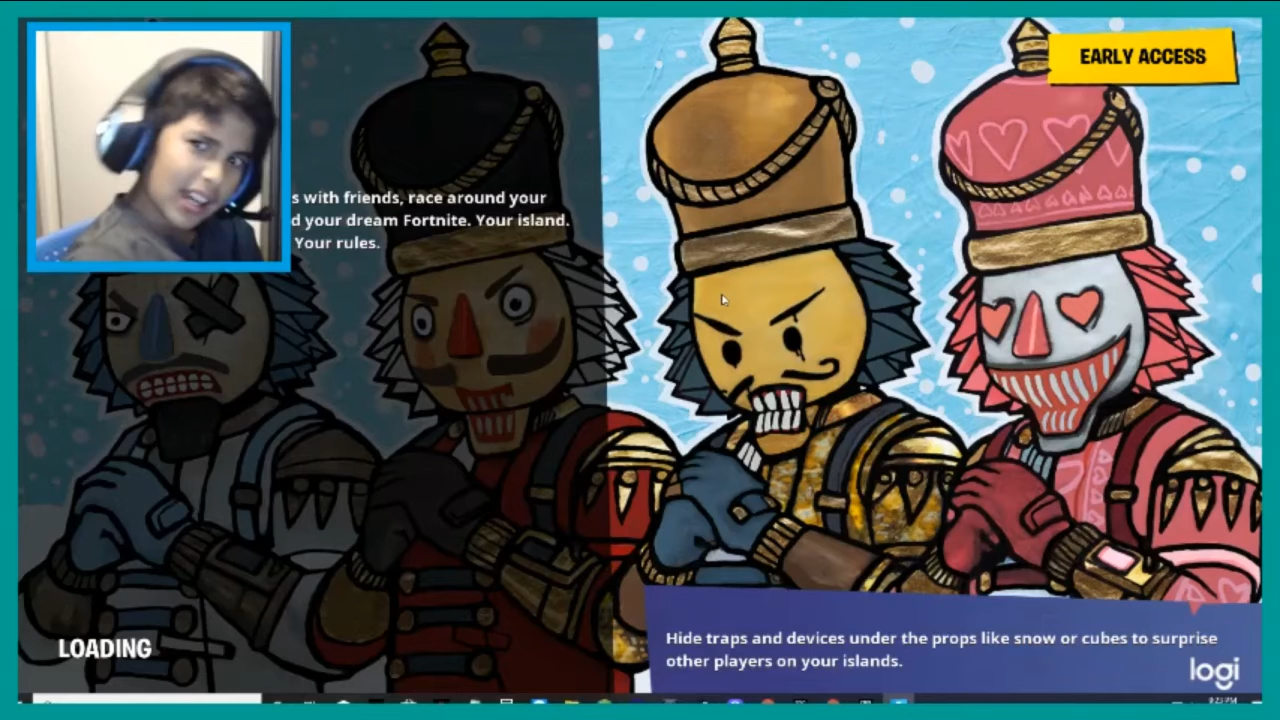 EARLY ACCESS
s with friends, race around your
d your dream Fortnite. Your island.
Your rules.
LOADING
Hide traps and devices under the props like snow or cubes to surprise
other players on your islands.
logi